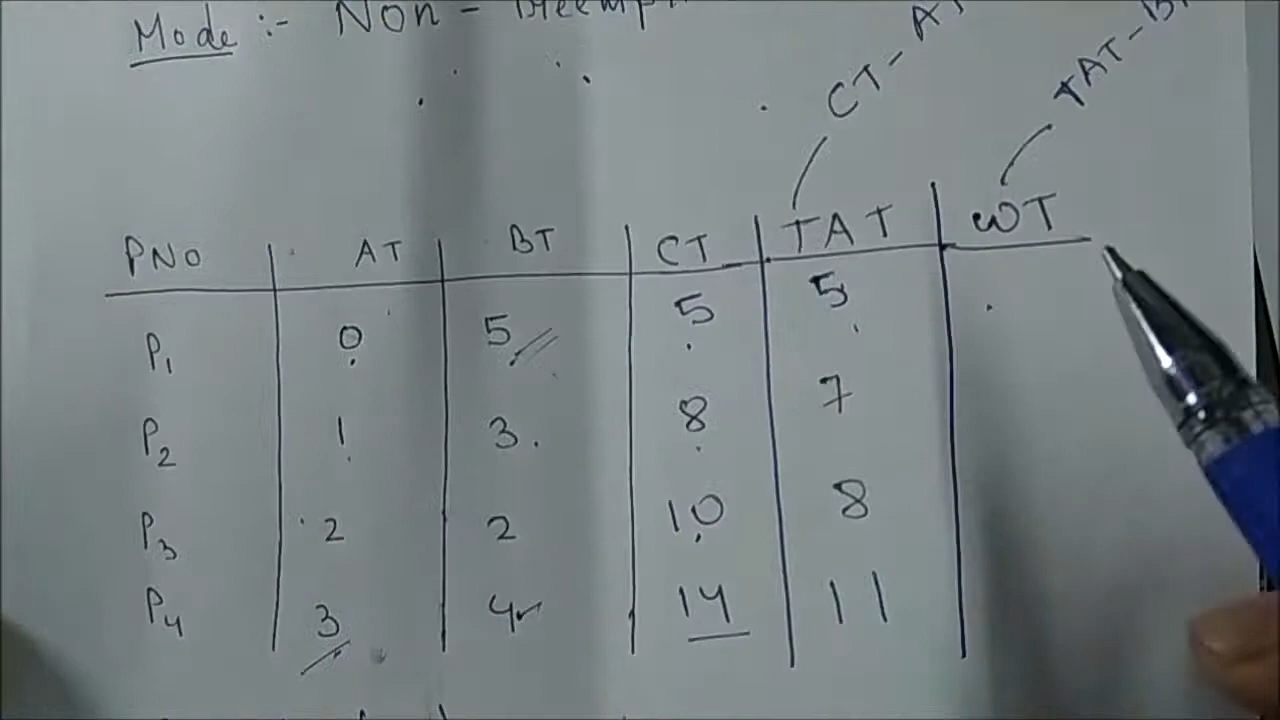 Mode :- Non -
CT - AT
TAT -
PNO AT BT CT TAT WT
P1 0 5 5 5
P2 1 3 8 7
P3 2 2 10 8
P4 3 4 14 11